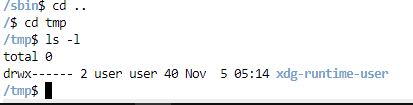 /sbin$ cd ..
/$ cd tmp
/tmp$ ls -l
total 0
drwx------ 2 user user 40 Nov  5 05:14 xdg-runtime-user
/tmp$